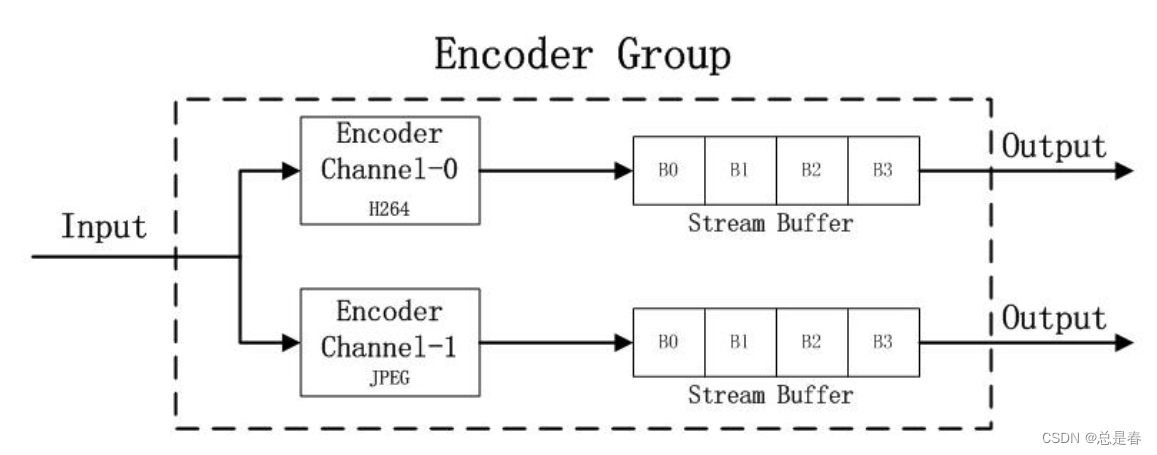 Encoder Group
Encoder
Channel-0
H264
B0 B1 B2 B3
Stream Buffer
Output
Input
Encoder
Channel-1
JPEG
B0 B1 B2 B3
Stream Buffer
Output
CSDN @总是春